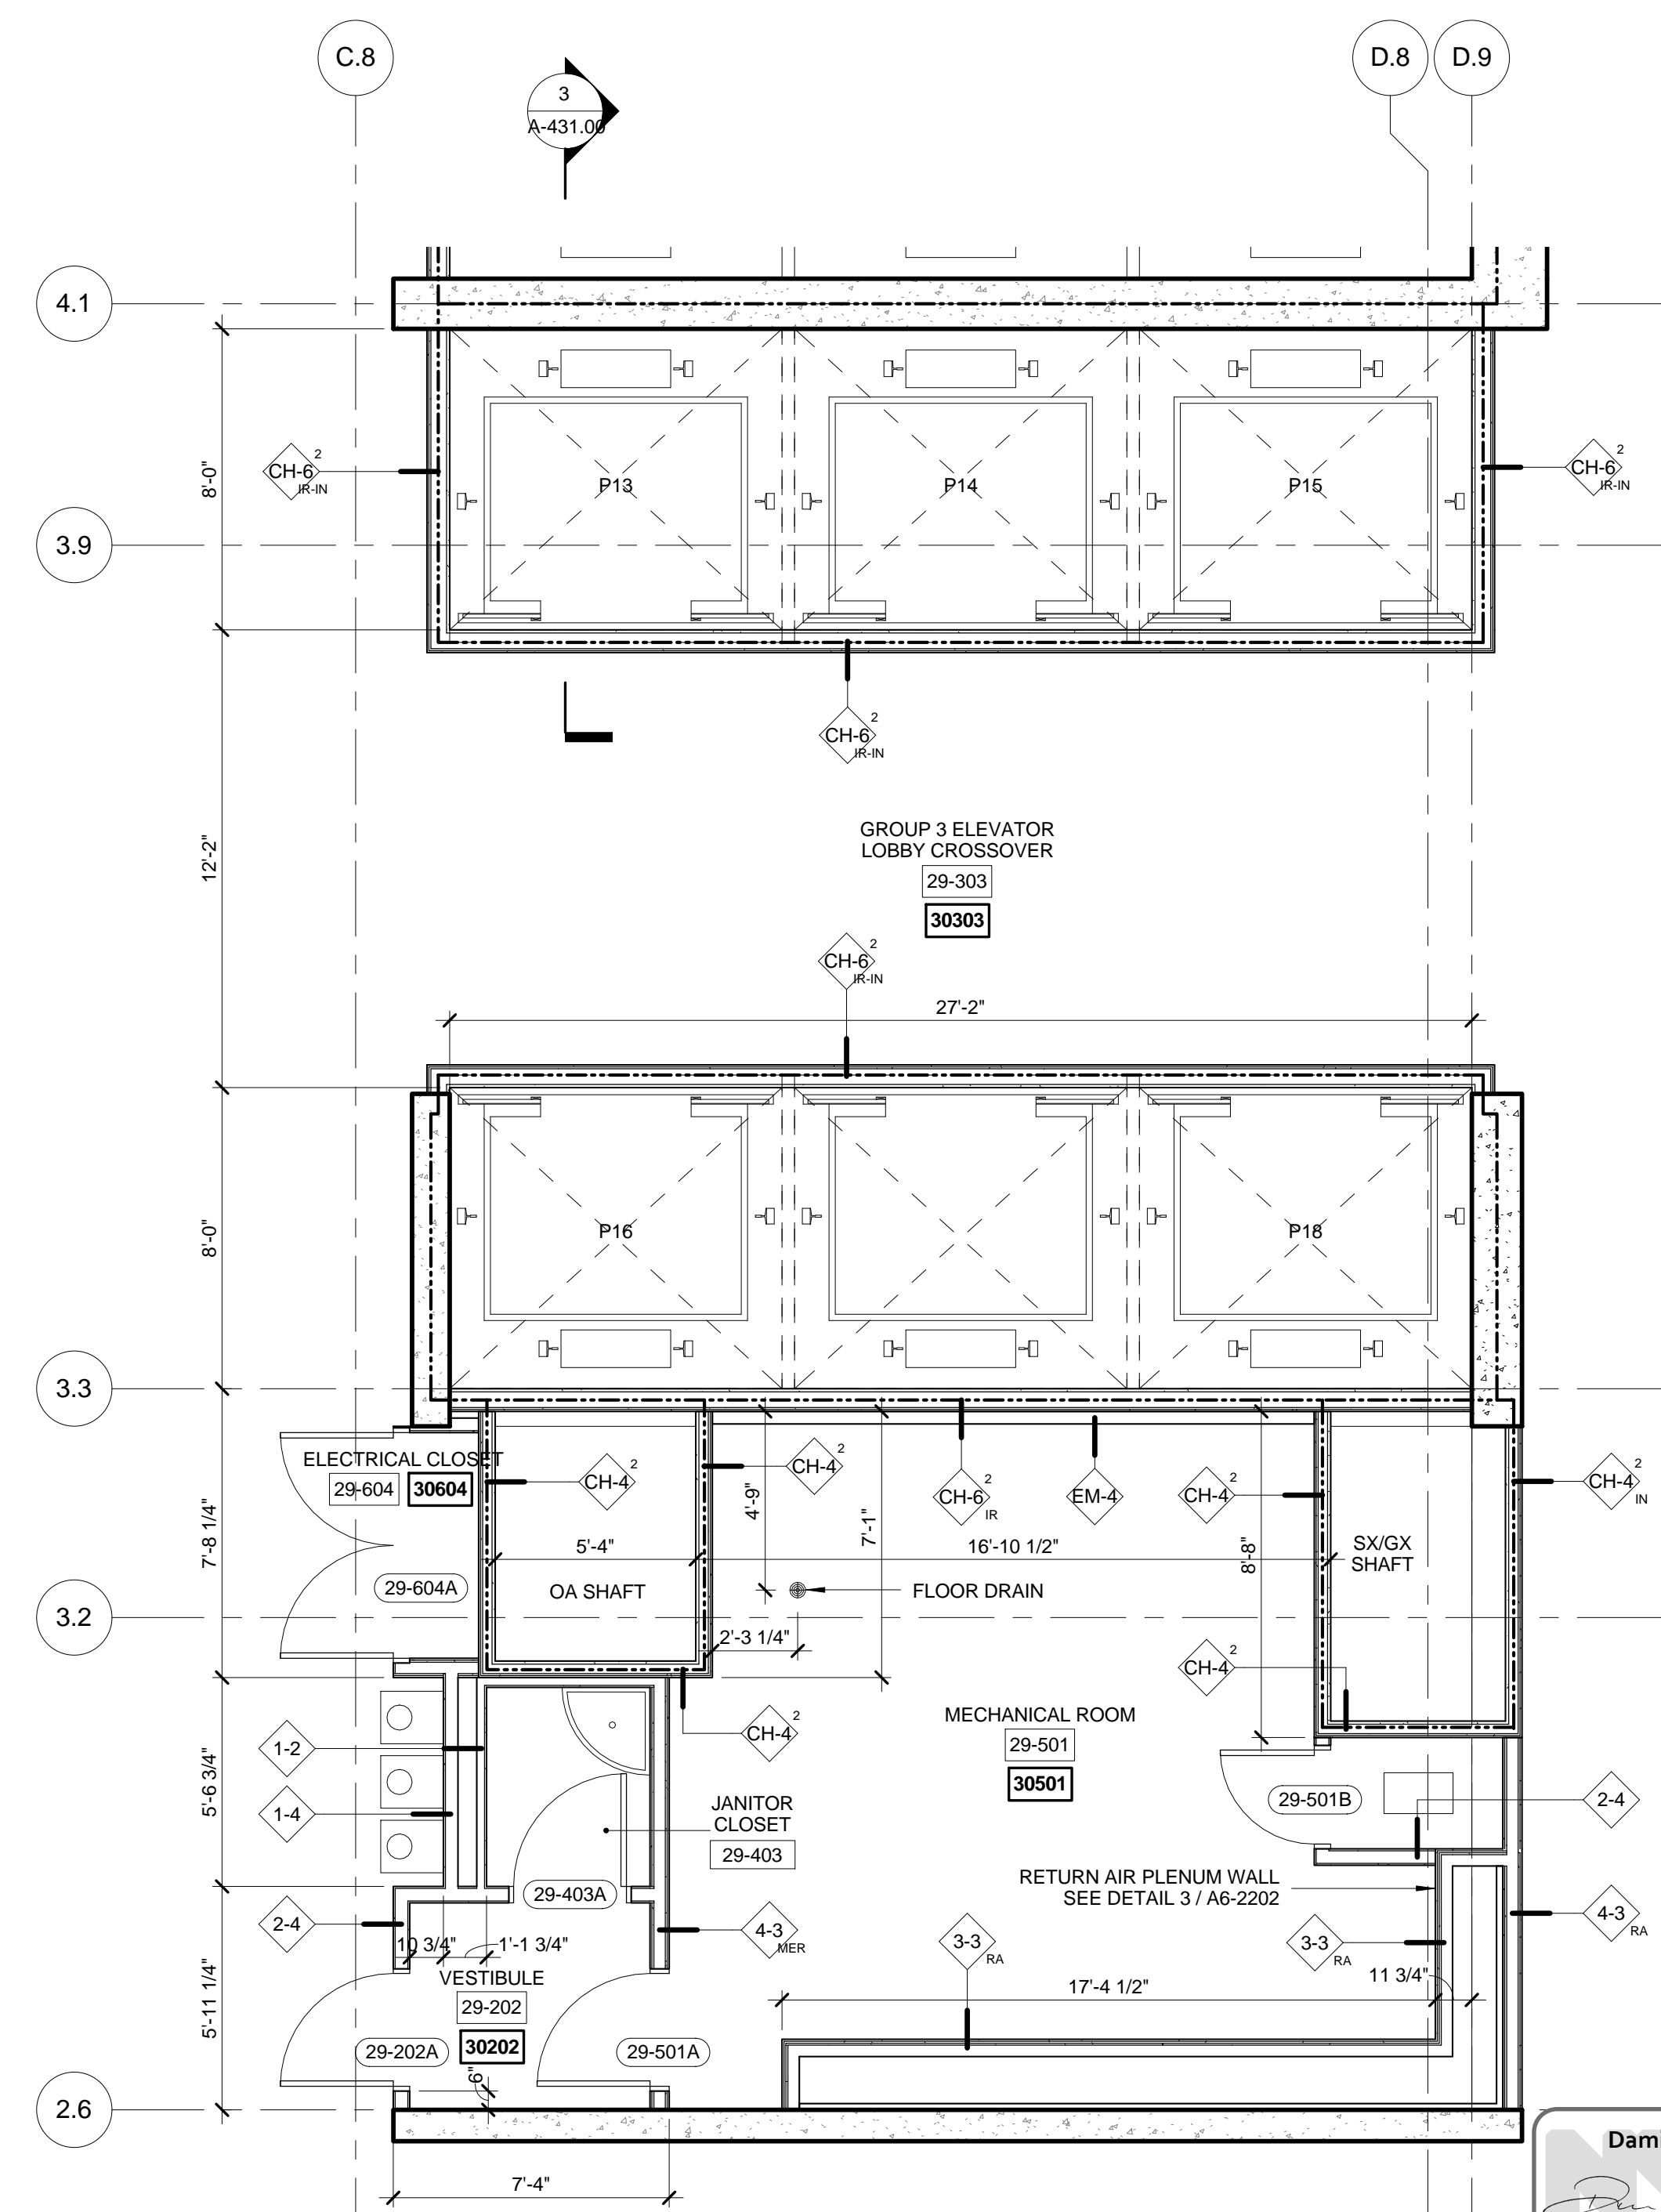 C.8
D.8
D.9
3
A-431.00
4.1
8'-0"
CH-6
2
IR-IN
P13
P14
P15
CH-6
2
IR-IN
3.9
CH-6
2
IR-IN
12'-2"
GROUP 3 ELEVATOR
LOBBY CROSSOVER
29-303
30303
CH-6
2
IR-IN
27'-2"
8'-0"
P16
P18
3.3
ELECTRICAL CLOSET
29-604
30604
CH-4
2
CH-4
2
4'-9"
7'-1"
CH-6
2
IR
EM-4
CH-4
2
CH-4
2
IN
7'-8 1/4"
5'-4"
16'-10 1/2"
8'-8"
SX/GX
SHAFT
29-604A
OA SHAFT
FLOOR DRAIN
3.2
2'-3 1/4"
CH-4
2
CH-4
2
MECHANICAL ROOM
29-501
30501
1-2
5'-6 3/4"
1-4
JANITOR
CLOSET
29-403
29-501B
2-4
RETURN AIR PLENUM WALL
SEE DETAIL 3 / A6-2202
29-403A
2-4
10 3/4"
1'-1 3/4"
4-3
MER
3-3
RA
3-3
RA
4-3
RA
VESTIBULE
29-202
30202
17'-4 1/2"
11 3/4"
5'-11 1/4"
29-202A
29-501A
6"
2.6
7'-4"
Dam